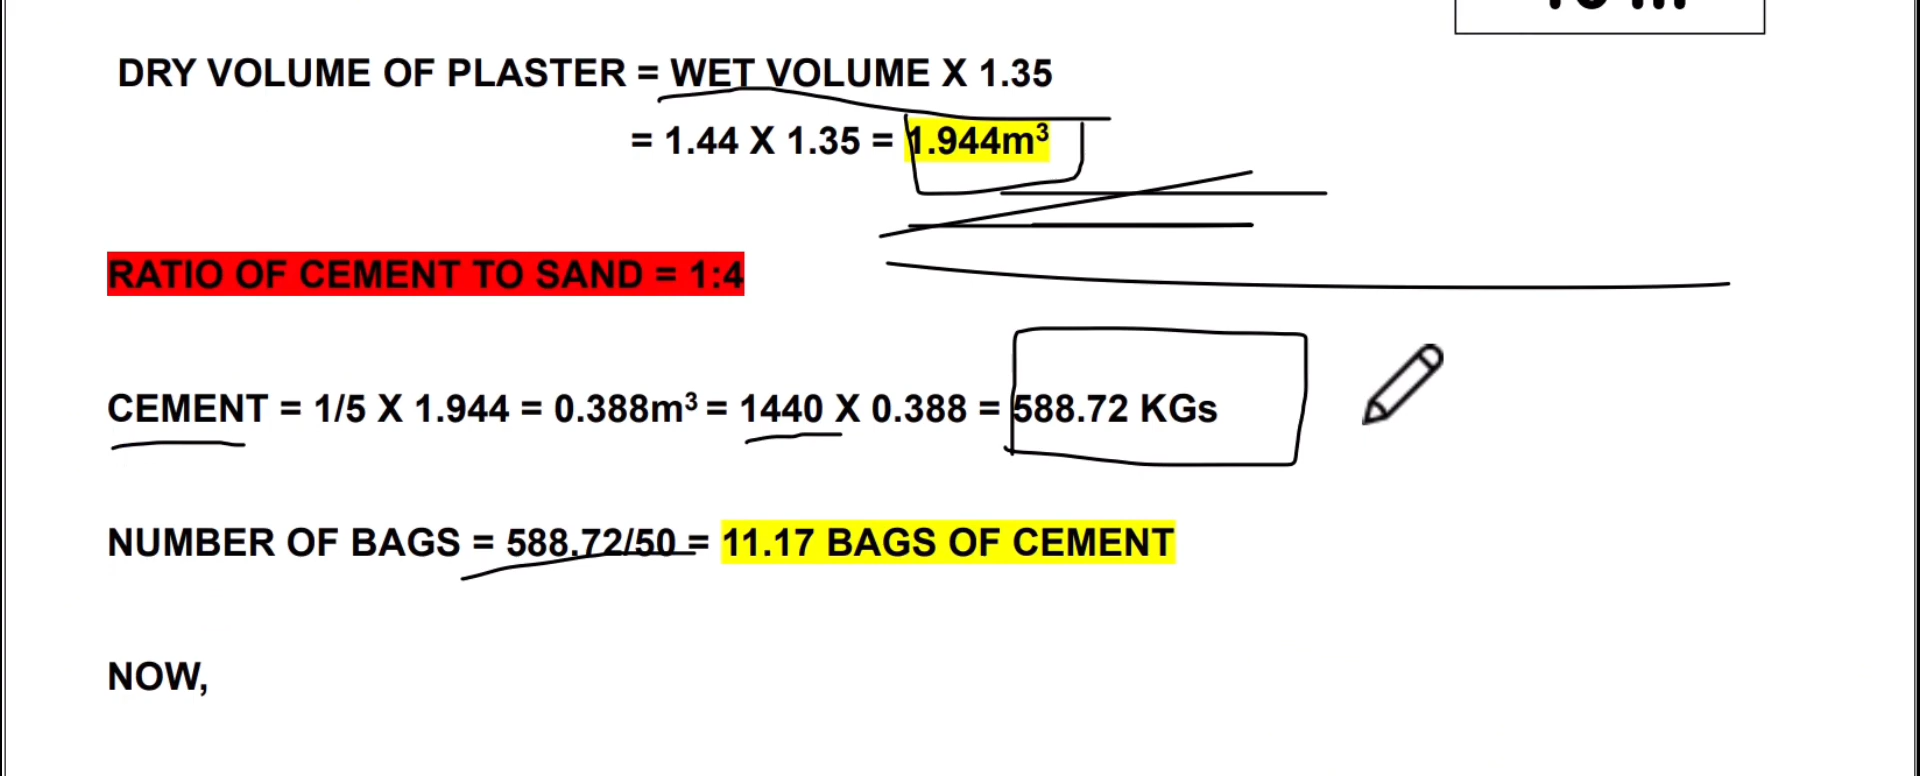 DRY VOLUME OF PLASTER = WET VOLUME X 1.35
= 1.44 X 1.35 = 1.944m³
RATIO OF CEMENT TO SAND = 1:4
CEMENT = 1/5 X 1.944 = 0.388m³ = 1440 X 0.388 = 588.72 KGs
NUMBER OF BAGS = 588.72/50 = 11.17 BAGS OF CEMENT
NOW,